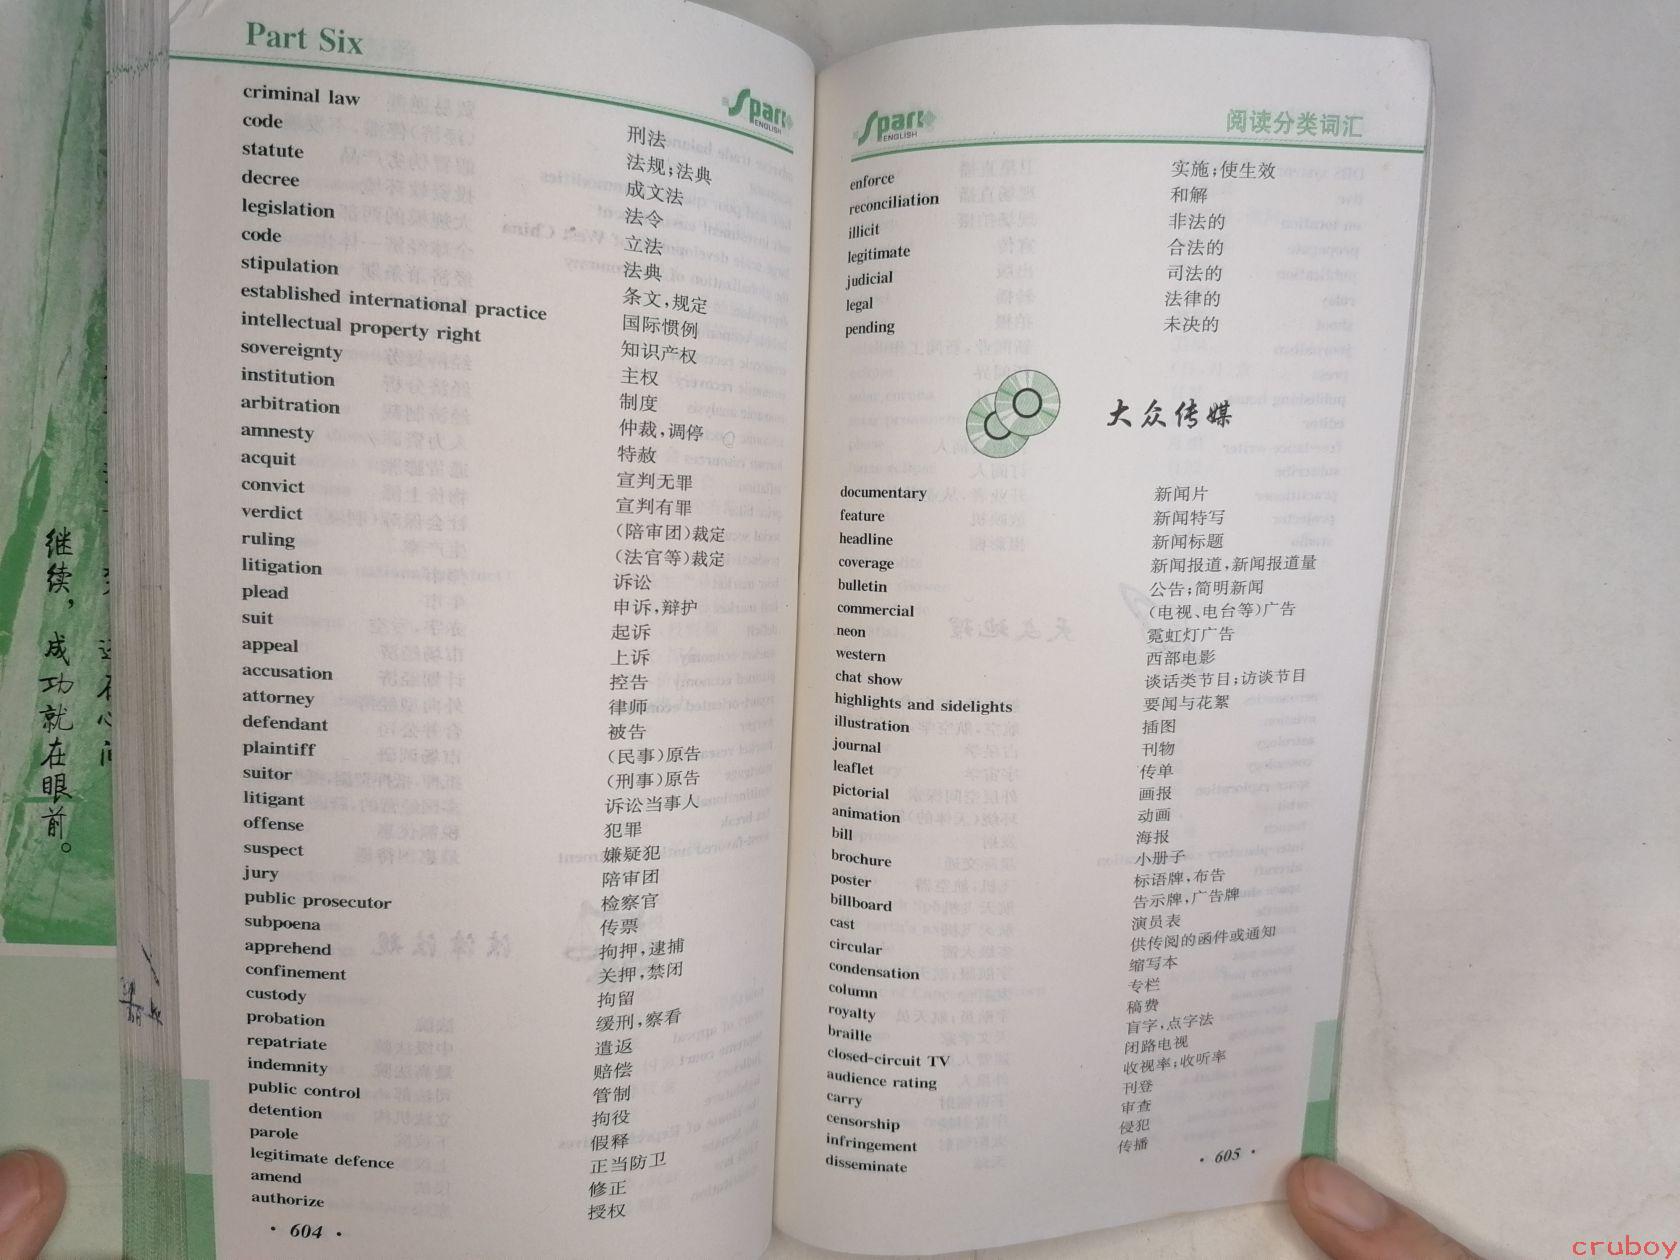 Part Six
Spark
ENGLISH
criminal law 刑法
code 法规;法典
statute 成文法
decree 法令
legislation 立法
code 法典
stipulation 条文,规定
established international practice 国际惯例
intellectual property right 知识产权
sovereignty 主权
institution 制度
arbitration 仲裁,调停
amnesty 特赦
acquit 宣判无罪
convict 宣判有罪
verdict (陪审团)裁定
ruling (法官等)裁定
litigation 诉讼
plead 申诉,辩护
suit 起诉
appeal 上诉
accusation 控告
attorney 律师
defendant 被告
plaintiff (民事)原告
suitor (刑事)原告
litigant 诉讼当事人
offense 犯罪
suspect 嫌疑犯
jury 陪审团
public prosecutor 检察官
subpoena 传票
apprehend 拘押,逮捕
confinement 关押,禁闭
custody 拘留
probation 缓刑,察看
repatriate 遣返
indemnity 赔偿
public control 管制
detention 拘役
parole 假释
legitimate defence 正当防卫
amend 修正
authorize 授权
· 604 ·
Spark
ENGLISH
阅读分类词汇
enforce 实施;使生效
reconciliation 和解
illicit 非法的
legitimate 合法的
judicial 司法的
legal 法律的
pending 未决的
大众传媒
documentary 新闻片
feature 新闻特写
headline 新闻标题
coverage 新闻报道,新闻报道量
bulletin 公告;简明新闻
commercial (电视、电台等)广告
neon 霓虹灯广告
western 西部电影
chat show 谈话类节目;访谈节目
highlights and sidelights 要闻与花絮
illustration 插图
journal 刊物
leaflet 传单
pictorial 画报
animation 动画
bill 海报
brochure 小册子
poster 标语牌,布告
billboard 告示牌,广告牌
cast 演员表
circular 供传阅的函件或通知
condensation 缩写本
column 专栏
royalty 稿费
braille 盲字,点字法
closed-circuit TV 闭路电视
audience rating 收视率;收听率
carry 刊登
censorship 审查
infringement 侵犯
disseminate 传播
· 605 ·
继续,成功就在眼前。
cruboy